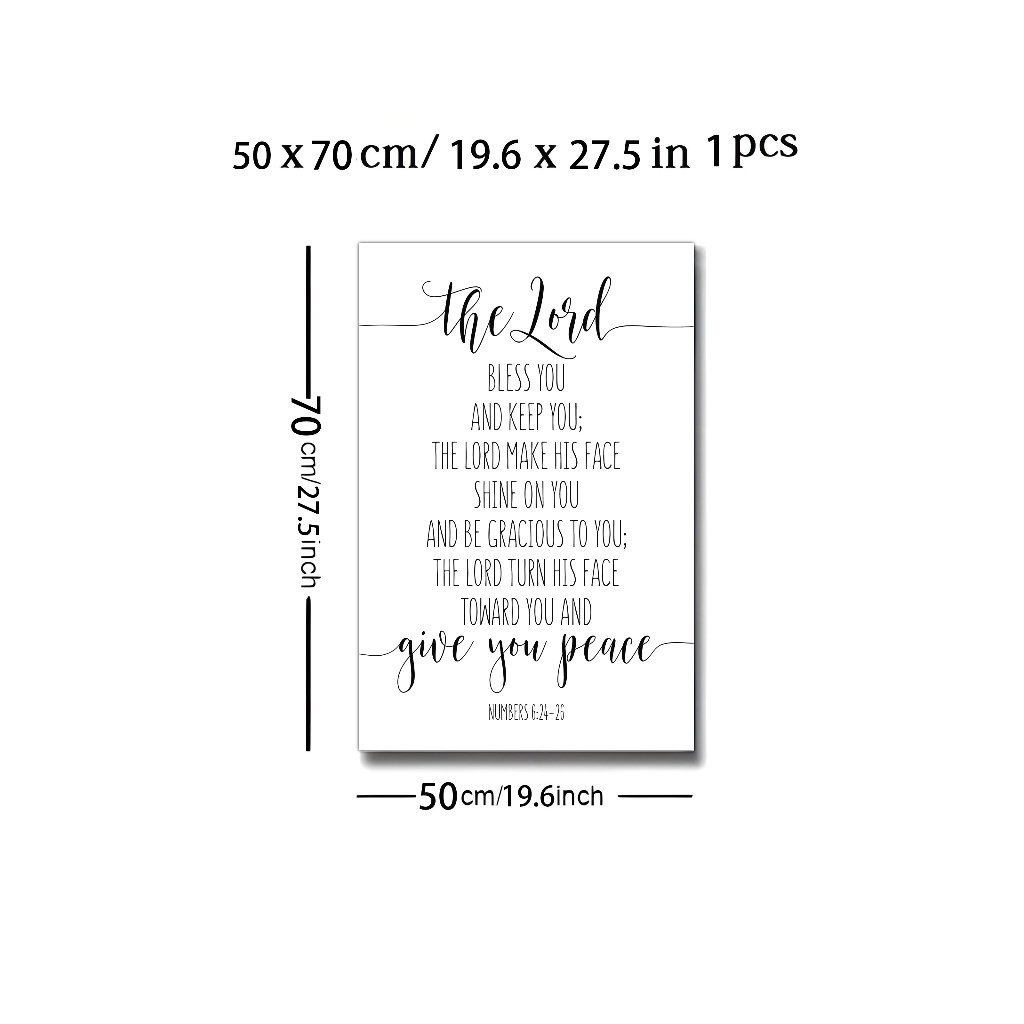 50 x 70 cm/ 19.6 x 27.5 in 1 pcs
the Lord
BLESS YOU
AND KEEP YOU;
THE LORD MAKE HIS FACE
SHINE ON YOU
AND BE GRACIOUS TO YOU;
THE LORD TURN HIS FACE
TOWARD YOU AND
give you peace
NUMBERS 6:24-26
70cm/27.5inch
50cm/19.6inch